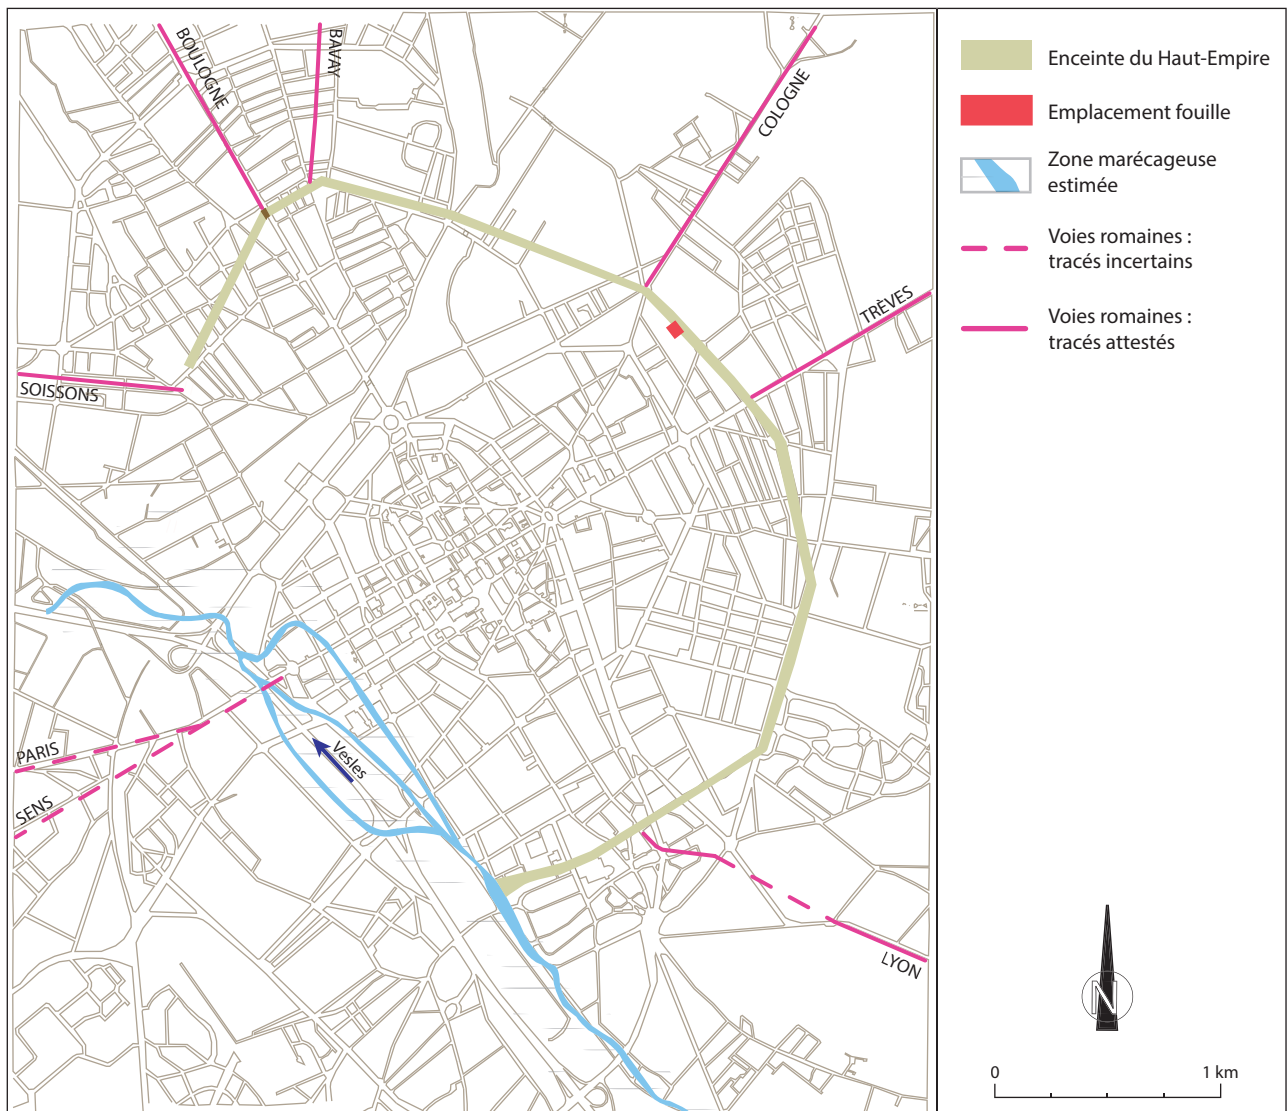 BOULOGNE
BAVAY
COLOGNE
TRÈVES
SOISSONS
PARIS
SENS
Vesles
LYON
Enceinte du Haut-Empire
Emplacement fouille
Zone marécageuse
estimée
Voies romaines :
tracés incertains
Voies romaines :
tracés attestés
N
0
1 km